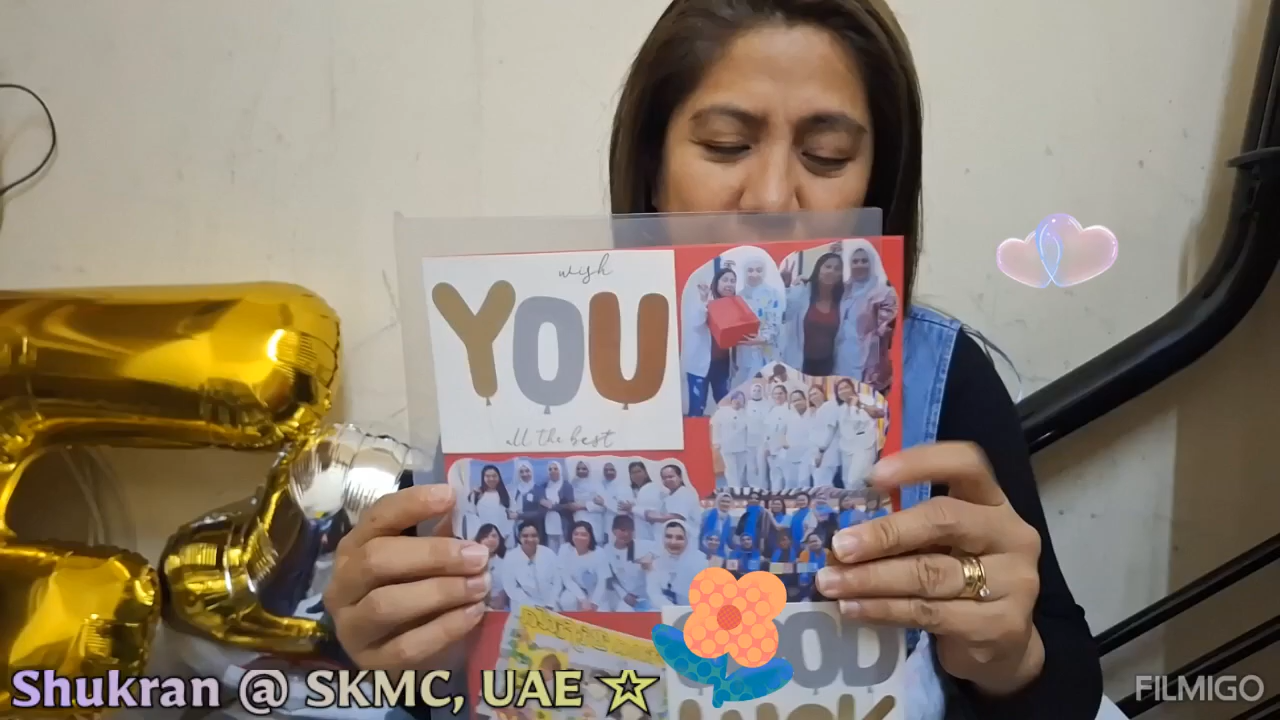 wish
YOU
all the best
GOOD
LUCK
Shukran @ SKMC, UAE ☆
FILMIGO